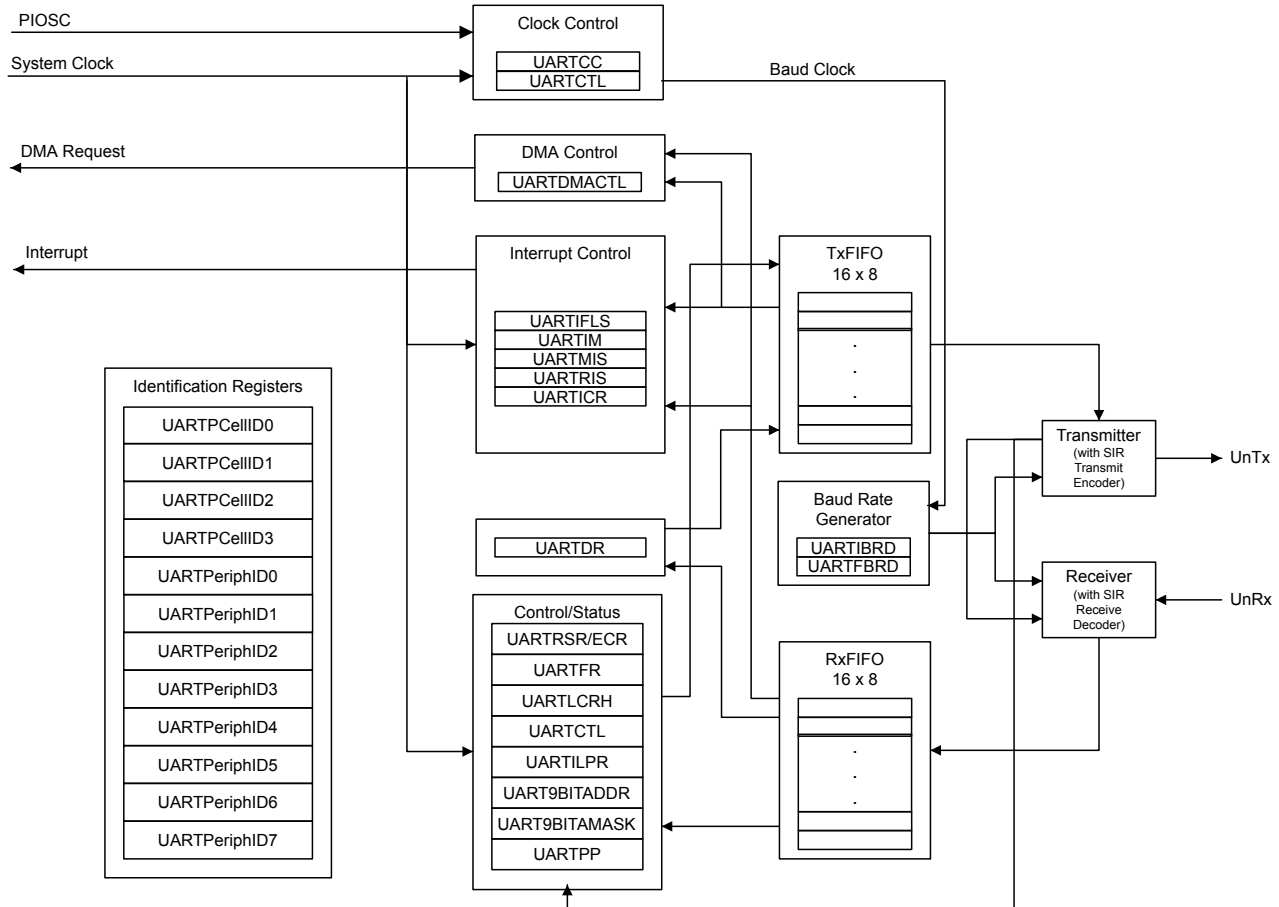 PIOSC
System Clock
Clock Control
UARTCC
UARTCTL
Baud Clock
DMA Request
DMA Control
UARTDMACTL
Interrupt
Interrupt Control
UARTIFLS
UARTIM
UARTMIS
UARTRIS
UARTICR
TxFIFO
16 x 8
.
.
.
Identification Registers
UARTPCellID0
UARTPCellID1
UARTPCellID2
UARTPCellID3
UARTPeriphID0
UARTPeriphID1
UARTPeriphID2
UARTPeriphID3
UARTPeriphID4
UARTPeriphID5
UARTPeriphID6
UARTPeriphID7
UARTDR
Control/Status
UARTRSR/ECR
UARTFR
UARTLCRH
UARTCTL
UARTILPR
UART9BITADDR
UART9BITAMASK
UARTPP
Baud Rate
Generator
UARTIBRD
UARTFBRD
RxFIFO
16 x 8
.
.
.
Transmitter
(with SIR
Transmit
Encoder)
UnTx
Receiver
(with SIR
Receive
Decoder)
UnRx